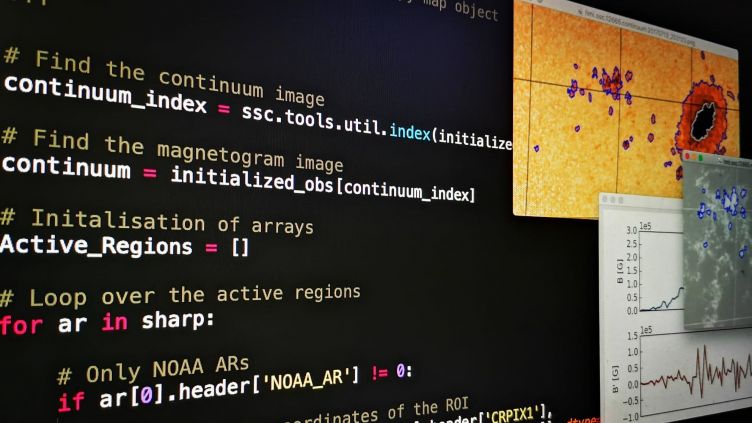 map object
# Find the continuum image
continuum_index = ssc.tools.util.index(initialize
# Find the magnetogram image
continuum = initialized_obs[continuum_index]
# Initalisation of arrays
Active_Regions = []
# Loop over the active regions
for ar in sharp:
# Only NOAA ARs
if ar[0].header['NOAA_AR'] != 0:
ordinates of the ROI
header['CRPIX1'],
dtype=
1e5
3.0
2.5
2.0
1.5
1.0
0.5
0.0
B [G]
1e5
1.5
1.0
0.5
0.0
−0.5
−1.0
B' [G]